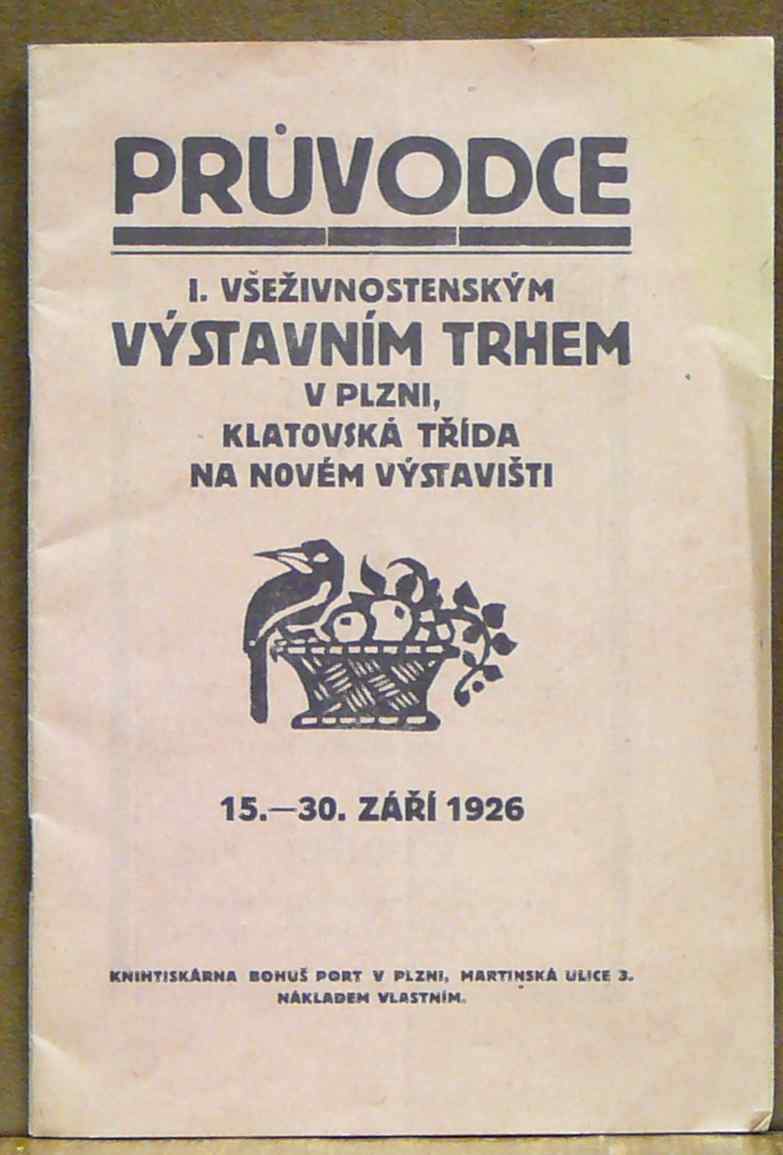 PRŮVODCE
I. VŠEŽIVNOSTENSKÝM
VÝSTAVNÍM TRHEM
V PLZNI,
KLATOVSKÁ TŘÍDA
NA NOVÉM VÝSTAVIŠTI
15.—30. ZÁŘÍ 1926
KNIHTISKÁRNA BOHUŠ PORT V PLZNI, MARTINSKÁ ULICE 3.
NÁKLADEM VLASTNÍM.